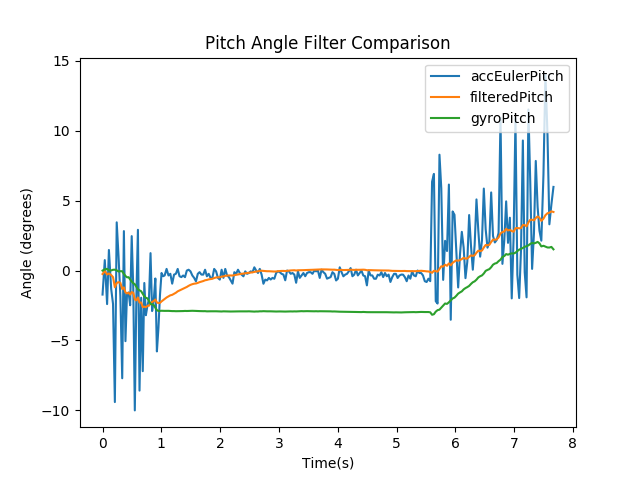 Pitch Angle Filter Comparison
accEulerPitch
filteredPitch
gyroPitch
Angle (degrees)
15
10
5
0
−5
−10
0 1 2 3 4 5 6 7 8
Time(s)